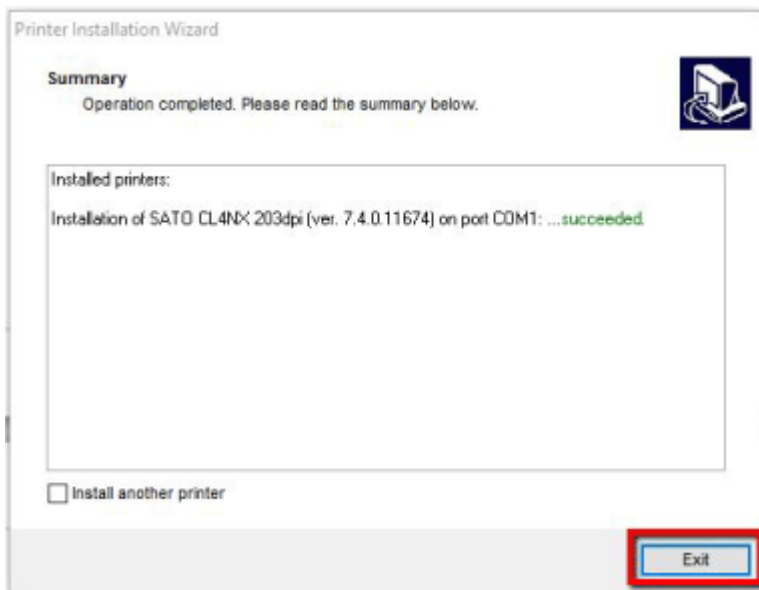 Printer Installation Wizard
Summary
Operation completed. Please read the summary below.
Installed printers:
Installation of SATO CL4NX 203dpi (ver. 7.4.0.11674) on port COM1: ...succeeded.
Install another printer
Exit